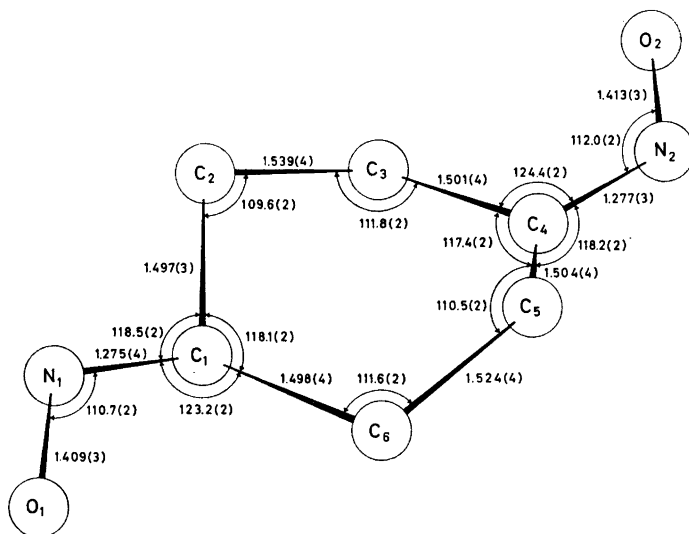 O₂
1.413(3)
112.0(2)
N₂
1.539(4)
C₃
C₂
1.501(4)
124.4(2)
1.277(3)
109.6(2)
111.8(2)
C₄
117.4(2)
118.2(2)
1.497(3)
1.504(4)
110.5(2)
C₅
118.5(2)
118.1(2)
1.275(4)
C₁
N₁
1.498(4)
111.6(2)
1.524(4)
110.7(2)
123.2(2)
C₆
1.409(3)
O₁